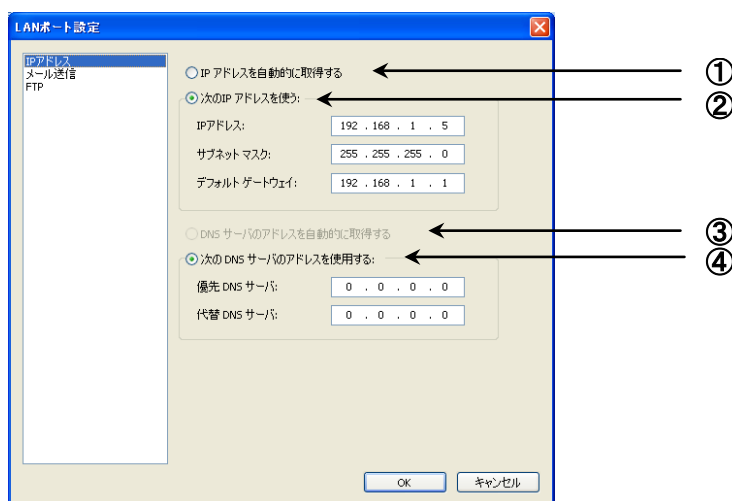 LANポート設定
IPアドレス
メール送信
FTP
IP アドレスを自動的に取得する
①
次のIP アドレスを使う:
②
IPアドレス:
192 . 168 . 1 . 5
サブネット マスク:
255 . 255 . 255 . 0
デフォルト ゲートウェイ:
192 . 168 . 1 . 1
DNS サーバのアドレスを自動的に取得する
③
次の DNS サーバのアドレスを使用する:
④
優先 DNS サーバ:
0 . 0 . 0 . 0
代替 DNS サーバ:
0 . 0 . 0 . 0
OK
キャンセル